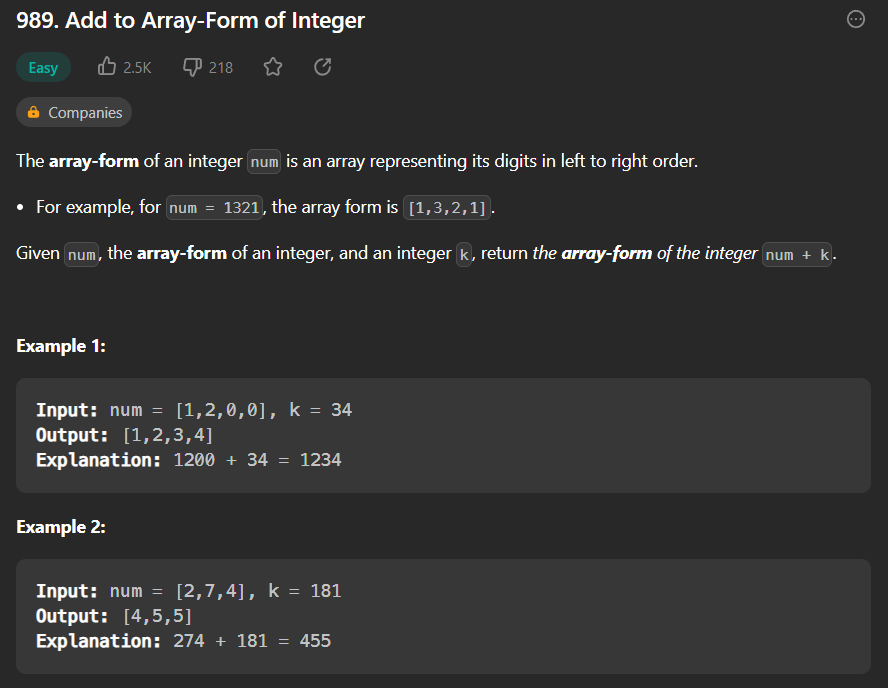 989. Add to Array-Form of Integer
Easy 2.5K 218
Companies
The array-form of an integer num is an array representing its digits in left to right order.
• For example, for num = 1321, the array form is [1,3,2,1].
Given num, the array-form of an integer, and an integer k, return the array-form of the integer num + k.
Example 1:
Input: num = [1,2,0,0], k = 34
Output: [1,2,3,4]
Explanation: 1200 + 34 = 1234
Example 2:
Input: num = [2,7,4], k = 181
Output: [4,5,5]
Explanation: 274 + 181 = 455